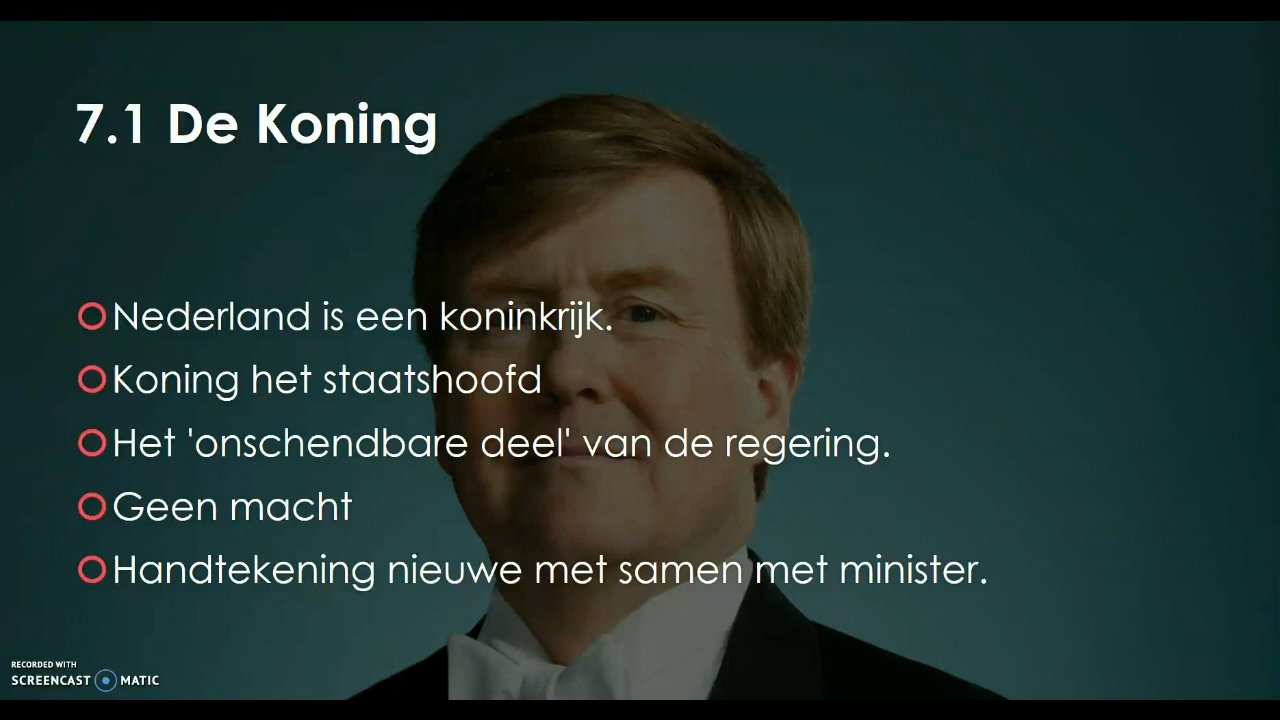 7.1 De Koning
Nederland is een koninkrijk.
Koning het staatshoofd
Het 'onschendbare deel' van de regering.
Geen macht
Handtekening nieuwe met samen met minister.
RECORDED WITH
SCREENCAST MATIC